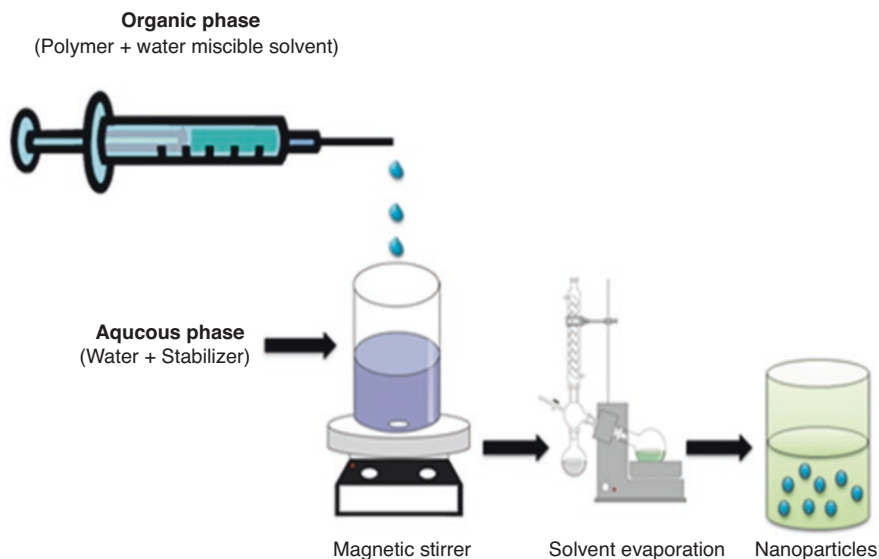 Organic phase
(Polymer + water miscible solvent)
Aqucous phase
(Water + Stabilizer)
Magnetic stirrer
Solvent evaporation
Nanoparticles